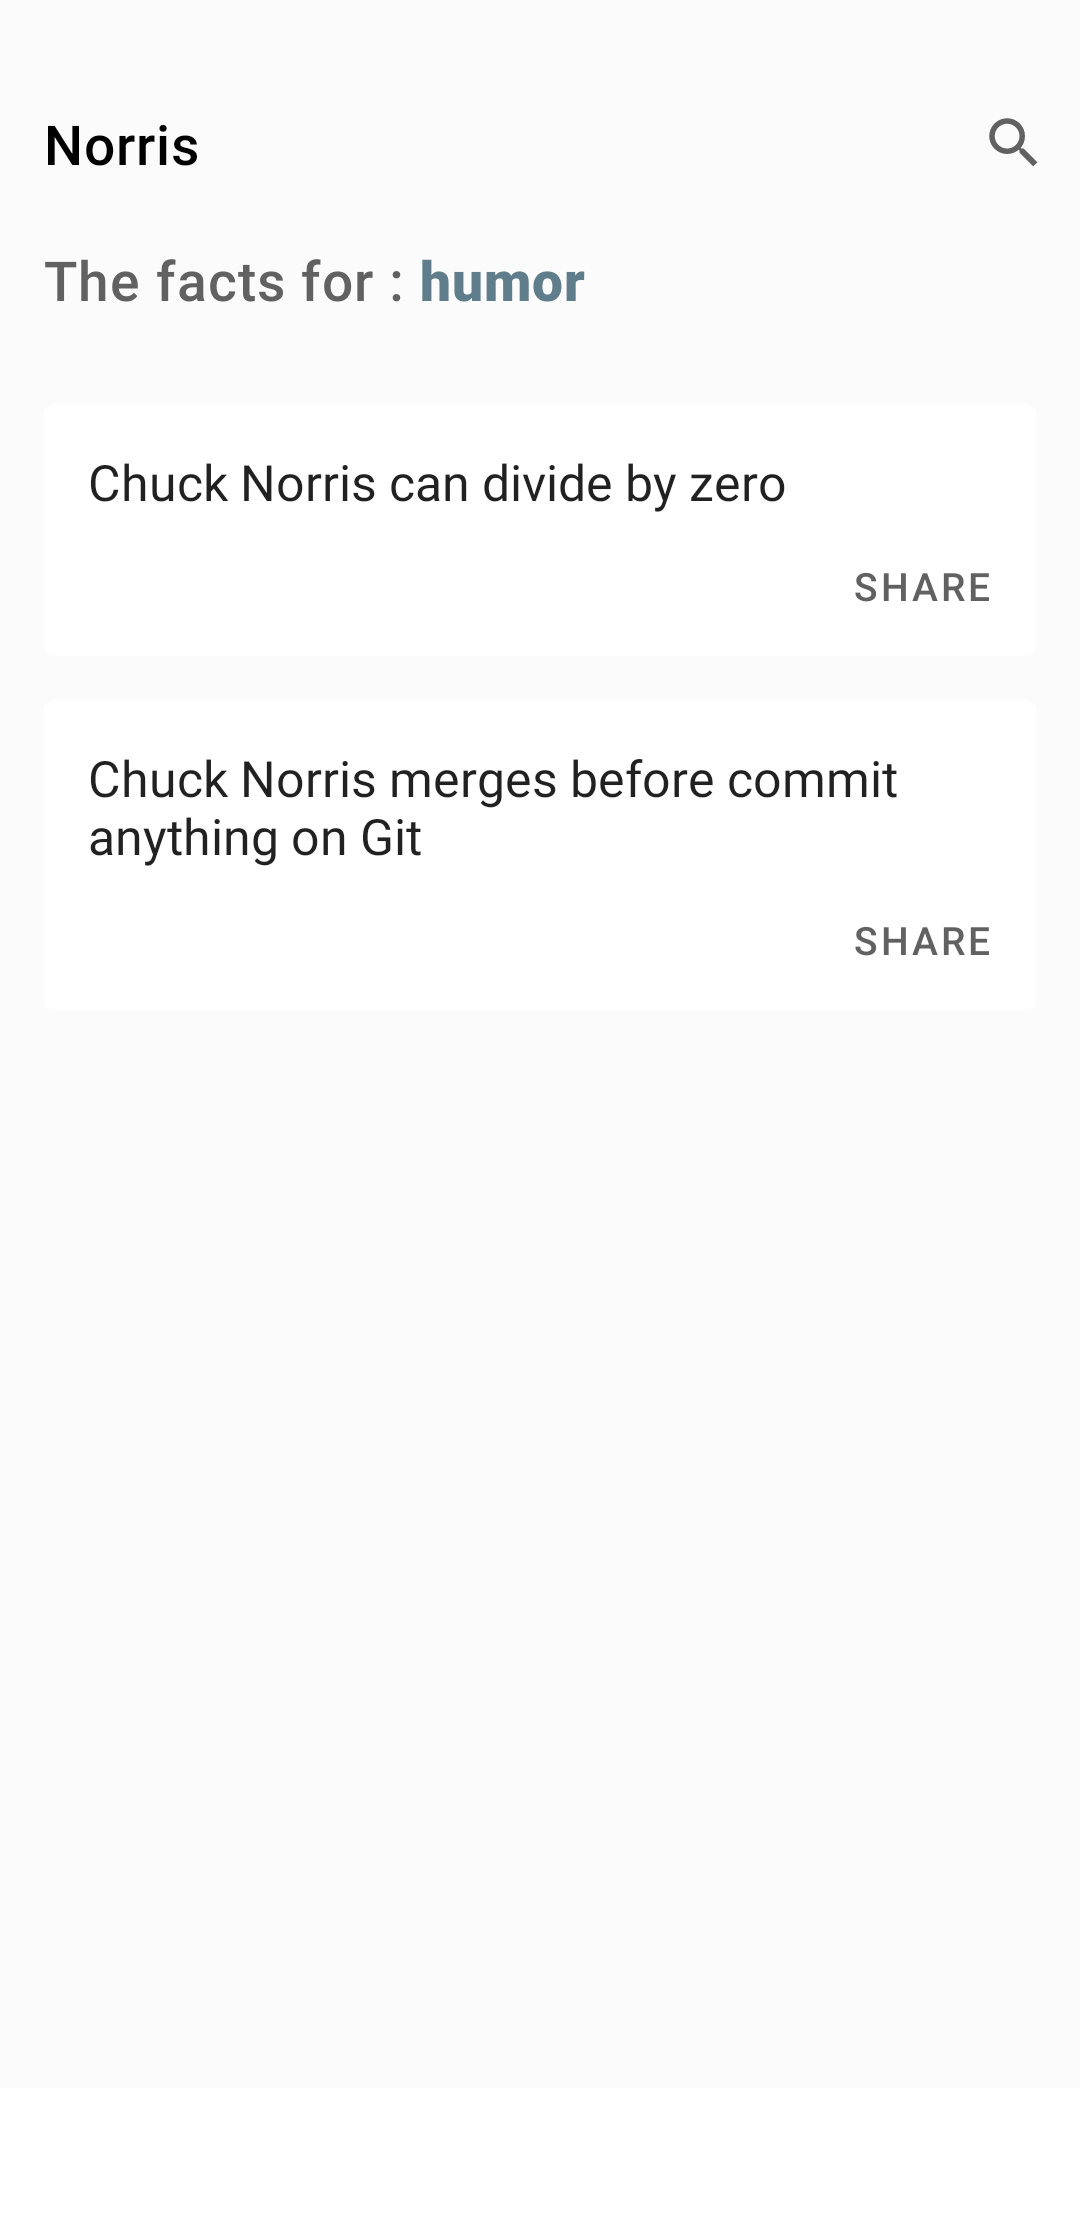 Norris
The facts for : humor
Chuck Norris can divide by zero
SHARE
Chuck Norris merges before commit
anything on Git
SHARE